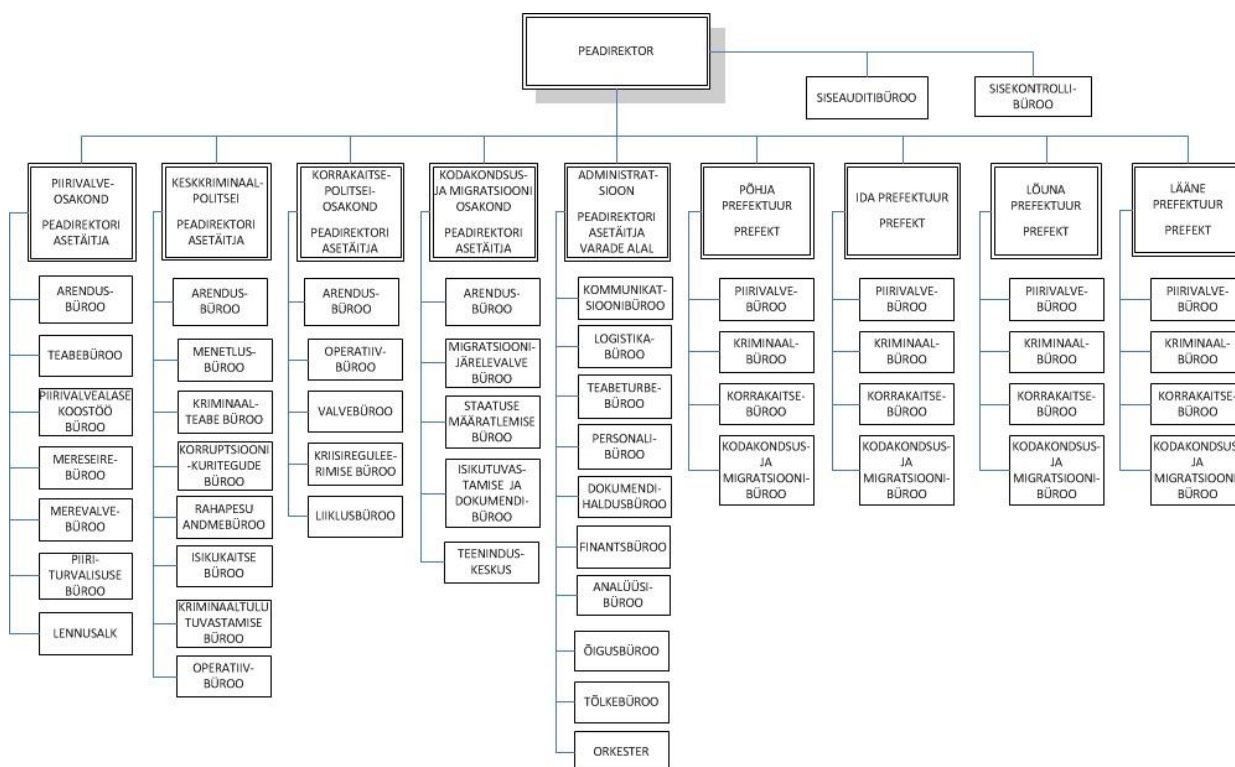 PEADIREKTOR
SISEAUDITIBÜROO
SISEKONTROLLI-
BÜROO
PIIRIVALVE-
OSAKOND
PEADIREKTORI
ASETÄITJA
ARENDUS-
BÜROO
TEABEBÜROO
PIIRIVALVEALASE
KOOSTÖÖ
BÜROO
MERESEIRE-
BÜROO
MEREVALVE-
BÜROO
PIIRI-
TURVALISUSE
BÜROO
LENNUSALK
KESKKRIMINAAL-
POLITSEI
PEADIREKTORI
ASETÄITJA
ARENDUS-
BÜROO
MENETLUS-
BÜROO
KRIMINAAL-
TEABE BÜROO
KORRUPTSIOONI
-KURITEGUDE
BÜROO
RAHAPESU
ANDMEBÜROO
ISIKUKAITSE
BÜROO
KRIMINAALTULU
TUVASTAMISE
BÜROO
OPERATIIV-
BÜROO
KORRAKAITSE-
POLITSEI-
OSAKOND
PEADIREKTORI
ASETÄITJA
ARENDUS-
BÜROO
OPERATIIV-
BÜROO
VALVEBÜROO
KRIISIREGULEE-
RIMISE BÜROO
LIIKLUSBÜROO
KODAKONDSUS-
JA MIGRATSIOONI
OSAKOND
PEADIREKTORI
ASETÄITJA
ARENDUS-
BÜROO
MIGRATSIOONI-
JÄRELEVALVE
BÜROO
STAATUSE
MÄÄRATLEMISE
BÜROO
ISIKUTUVAS-
TAMISE JA
DOKUMENDI-
BÜROO
TEENINDUS-
KESKUS
ADMINISTRAT-
SIOON
PEADIREKTORI
ASETÄITJA
VARADE ALAL
KOMMUNIKAT-
SIOONIBÜROO
LOGISTIKA-
BÜROO
TEABETURBE-
BÜROO
PERSONALI-
BÜROO
DOKUMENDI-
HALDUSBÜROO
FINANTSBÜROO
ANALÜÜSI-
BÜROO
ÕIGUSBÜROO
TÕLKEBÜROO
ORKESTER
PÕHJA
PREFEKTUUR
PREFEKT
PIIRIVALVE-
BÜROO
KRIMINAAL-
BÜROO
KORRAKAITSE-
BÜROO
KODAKONDSUS-
JA
MIGRATSIOONI-
BÜROO
IDA PREFEKTUUR
PREFEKT
PIIRIVALVE-
BÜROO
KRIMINAAL-
BÜROO
KORRAKAITSE-
BÜROO
KODAKONDSUS-
JA
MIGRATSIOONI-
BÜROO
LÕUNA
PREFEKTUUR
PREFEKT
PIIRIVALVE-
BÜROO
KRIMINAAL-
BÜROO
KORRAKAITSE-
BÜROO
KODAKONDSUS-
JA
MIGRATSIOONI-
BÜROO
LÄÄNE
PREFEKTUUR
PREFEKT
PIIRIVALVE-
BÜROO
KRIMINAAL-
BÜROO
KORRAKAITSE-
BÜROO
KODAKONDSUS-
JA
MIGRATSIOONI-
BÜROO